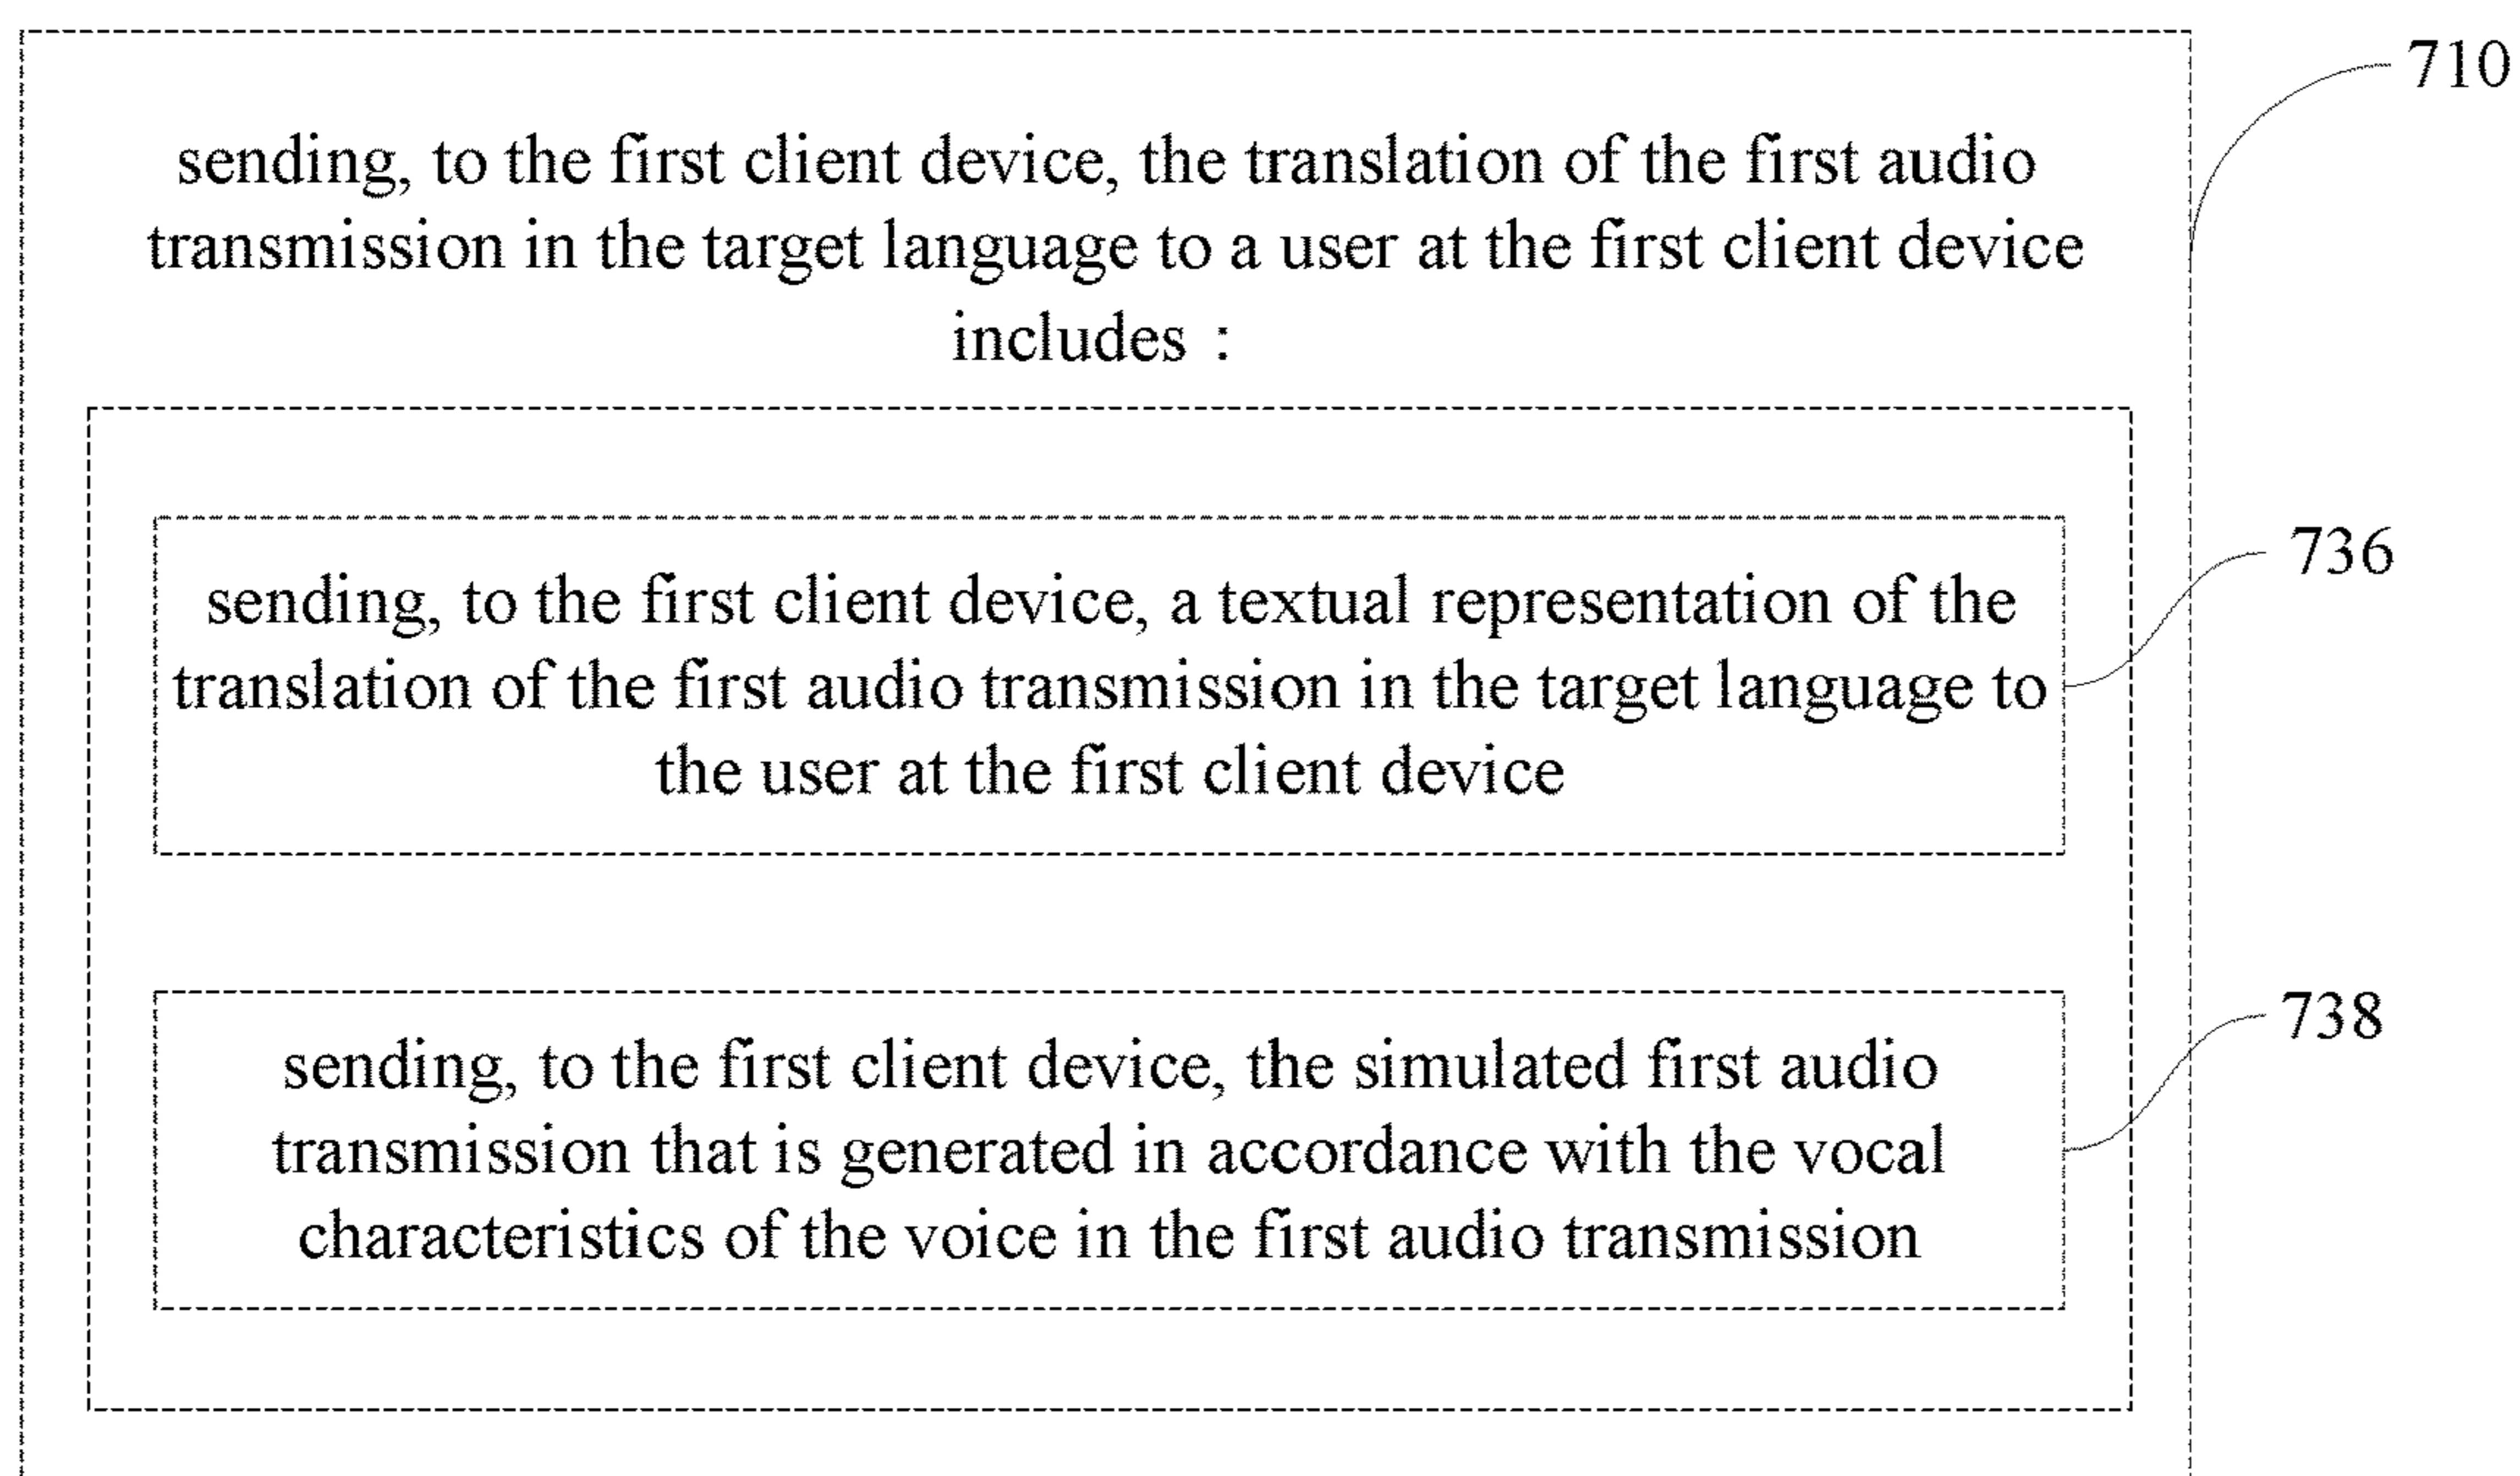 710
sending, to the first client device, the translation of the first audio
transmission in the target language to a user at the first client device
includes :
736
sending, to the first client device, a textual representation of the
translation of the first audio transmission in the target language to
the user at the first client device
738
sending, to the first client device, the simulated first audio
transmission that is generated in accordance with the vocal
characteristics of the voice in the first audio transmission